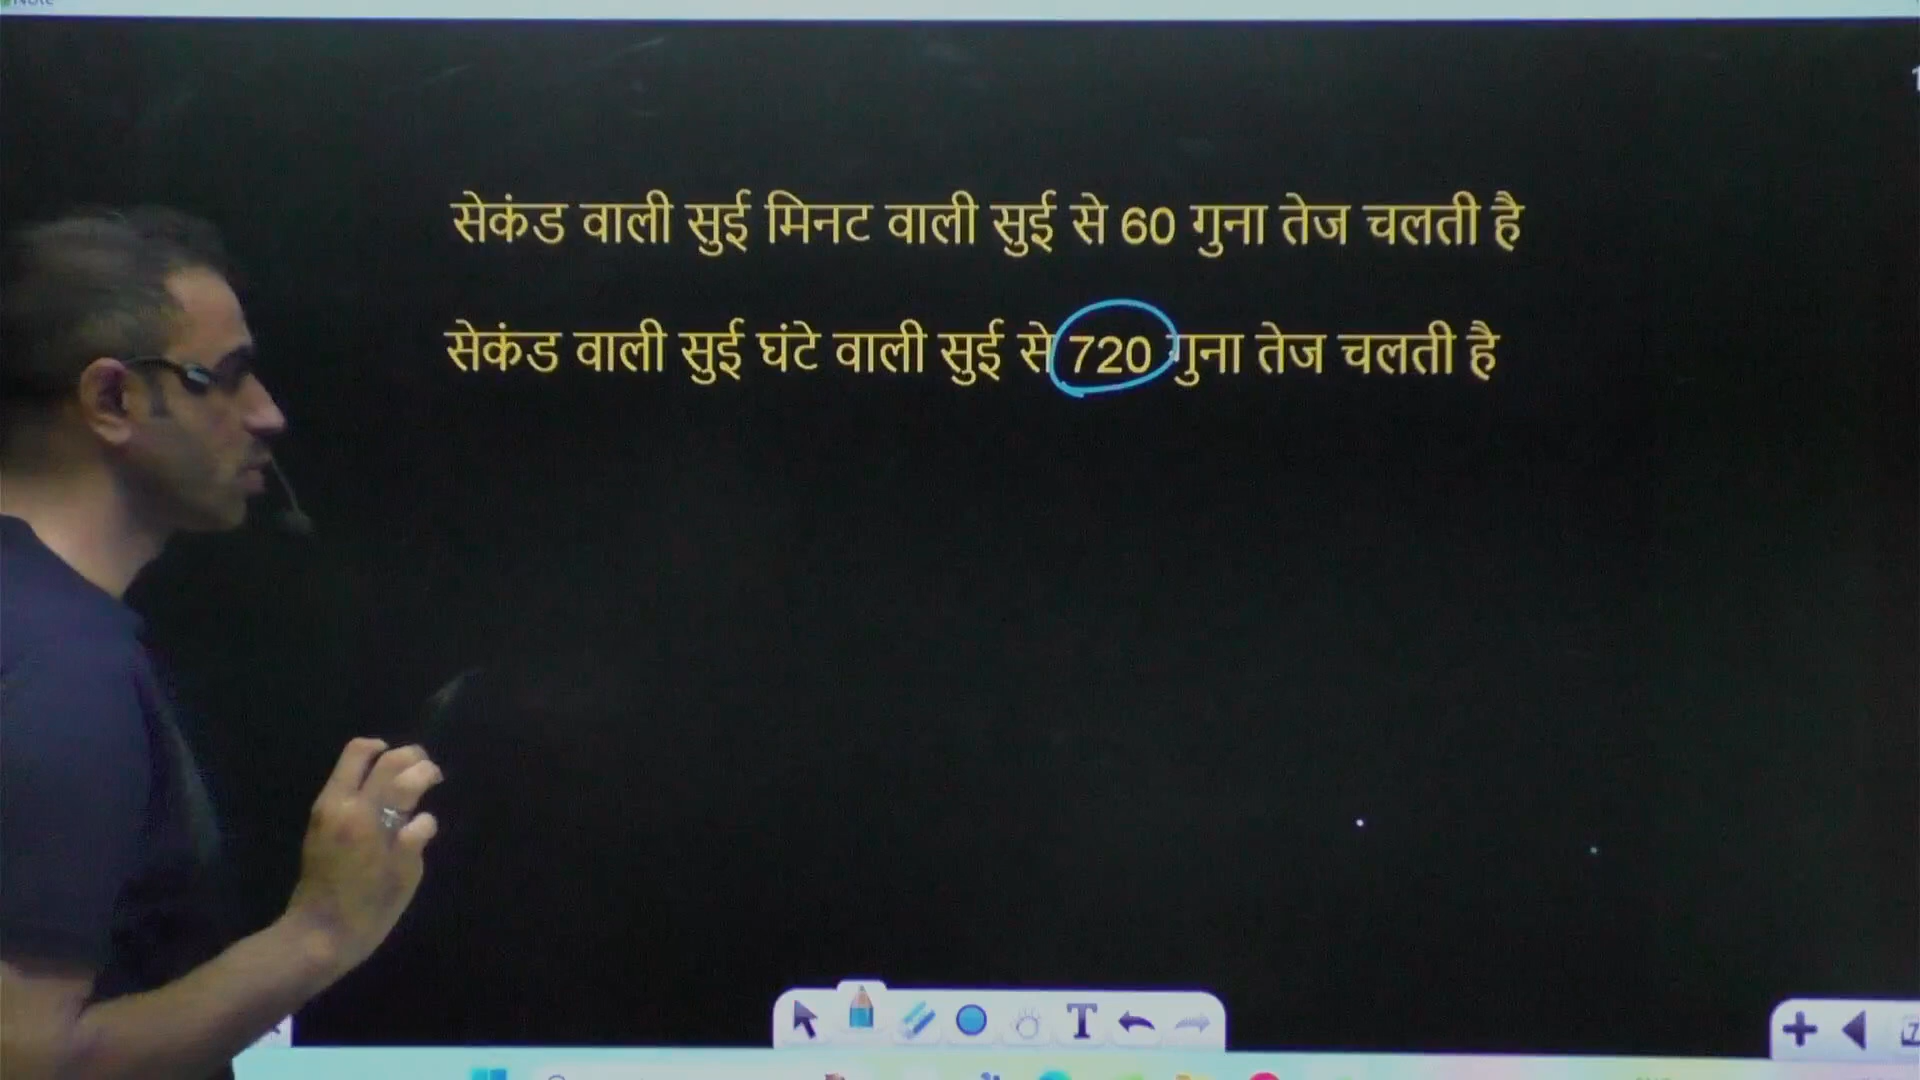 सेकंड वाली सुई मिनट वाली सुई से 60 गुना तेज चलती है
सेकंड वाली सुई घंटे वाली सुई से 720 गुना तेज चलती है
T